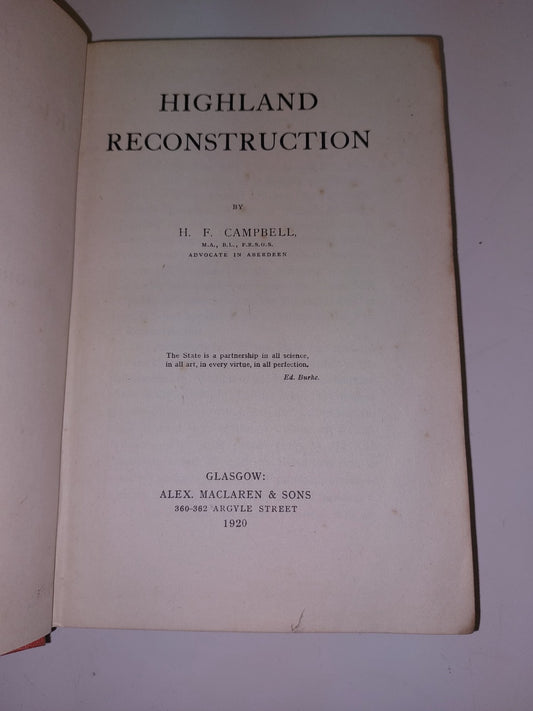 HIGHLAND
RECONSTRUCTION
BY
H. F. CAMPBELL,
M.A., B.L., F.R.S.G.S.
ADVOCATE IN ABERDEEN
The State is a partnership in all science,
in all art, in every virtue, in all perfection.
Ed. Burke.
GLASGOW:
ALEX. MACLAREN & SONS
360-362 ARGYLE STREET
1920